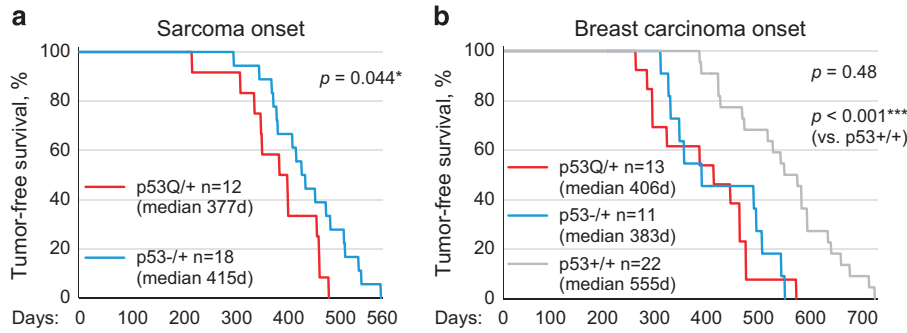 a
Sarcoma onset
Tumor-free survival, %
100
80
60
40
20
0
p = 0.044*
p53Q/+ n=12
(median 377d)
p53-/+ n=18
(median 415d)
Days: 0 100 200 300 400 500 560
b
Breast carcinoma onset
Tumor-free survival, %
100
80
60
40
20
0
p = 0.48
p < 0.001***
(vs. p53+/+)
p53Q/+ n=13
(median 406d)
p53-/+ n=11
(median 383d)
p53+/+ n=22
(median 555d)
Days: 0 100 200 300 400 500 600 700